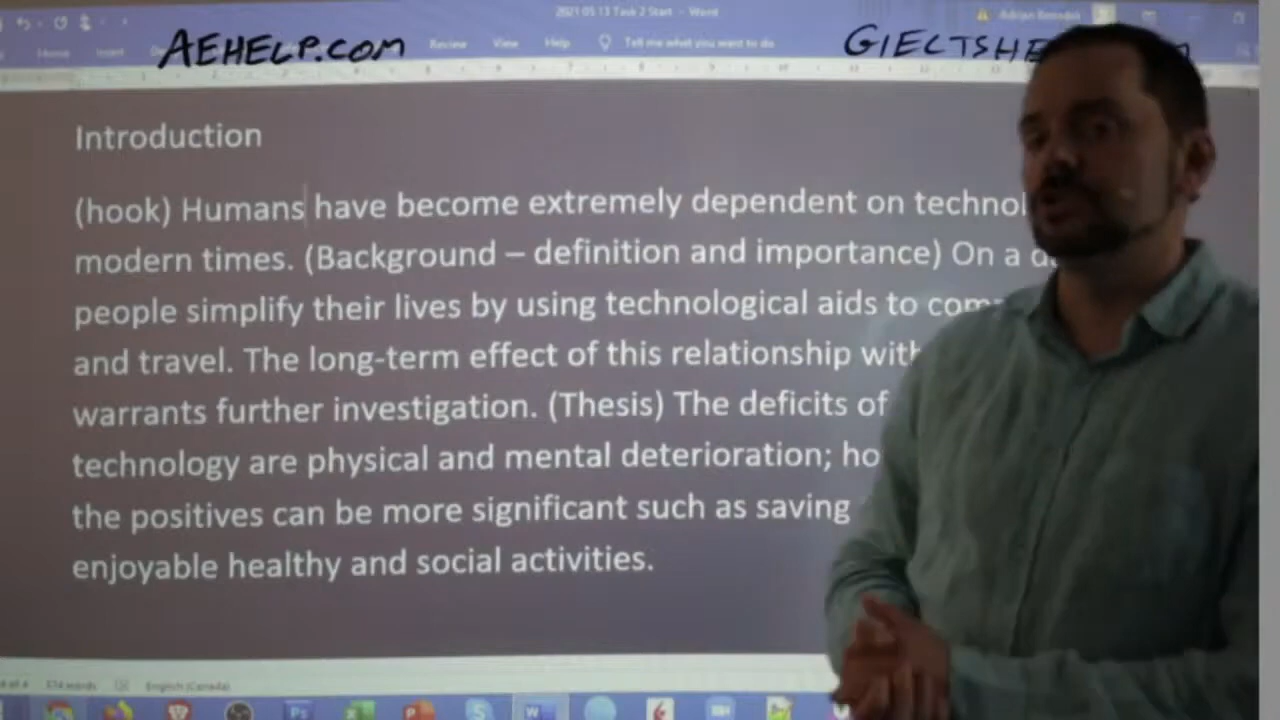 2021 05 13 Task 2 Start - Word
AEHELP.COM
GIELTSHE
Home Insert
Review View Help Tell me what you want to do
Introduction
(hook) Humans have become extremely dependent on technol
modern times. (Background – definition and importance) On a d
people simplify their lives by using technological aids to com
and travel. The long-term effect of this relationship with
warrants further investigation. (Thesis) The deficits of
technology are physical and mental deterioration; ho
the positives can be more significant such as saving
enjoyable healthy and social activities.
574 words English (Canada)